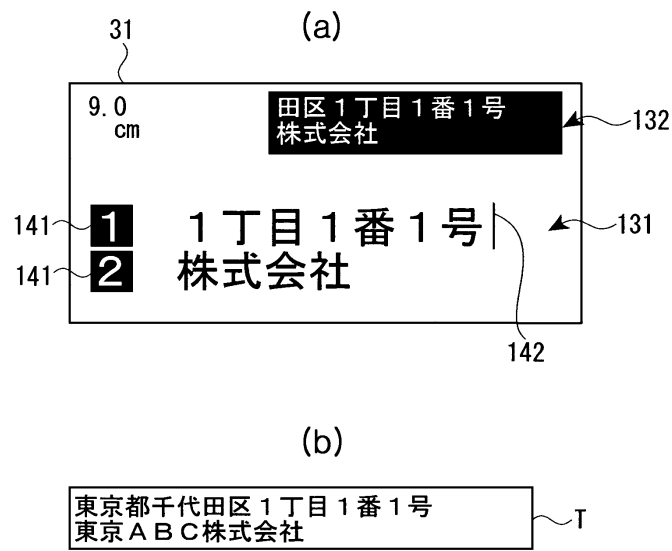 (a)
31
9.0
cm
田区１丁目１番１号
株式会社
132
141
1
１丁目１番１号
131
141
2
株式会社
142
(b)
東京都千代田区１丁目１番１号
東京ＡＢＣ株式会社
T